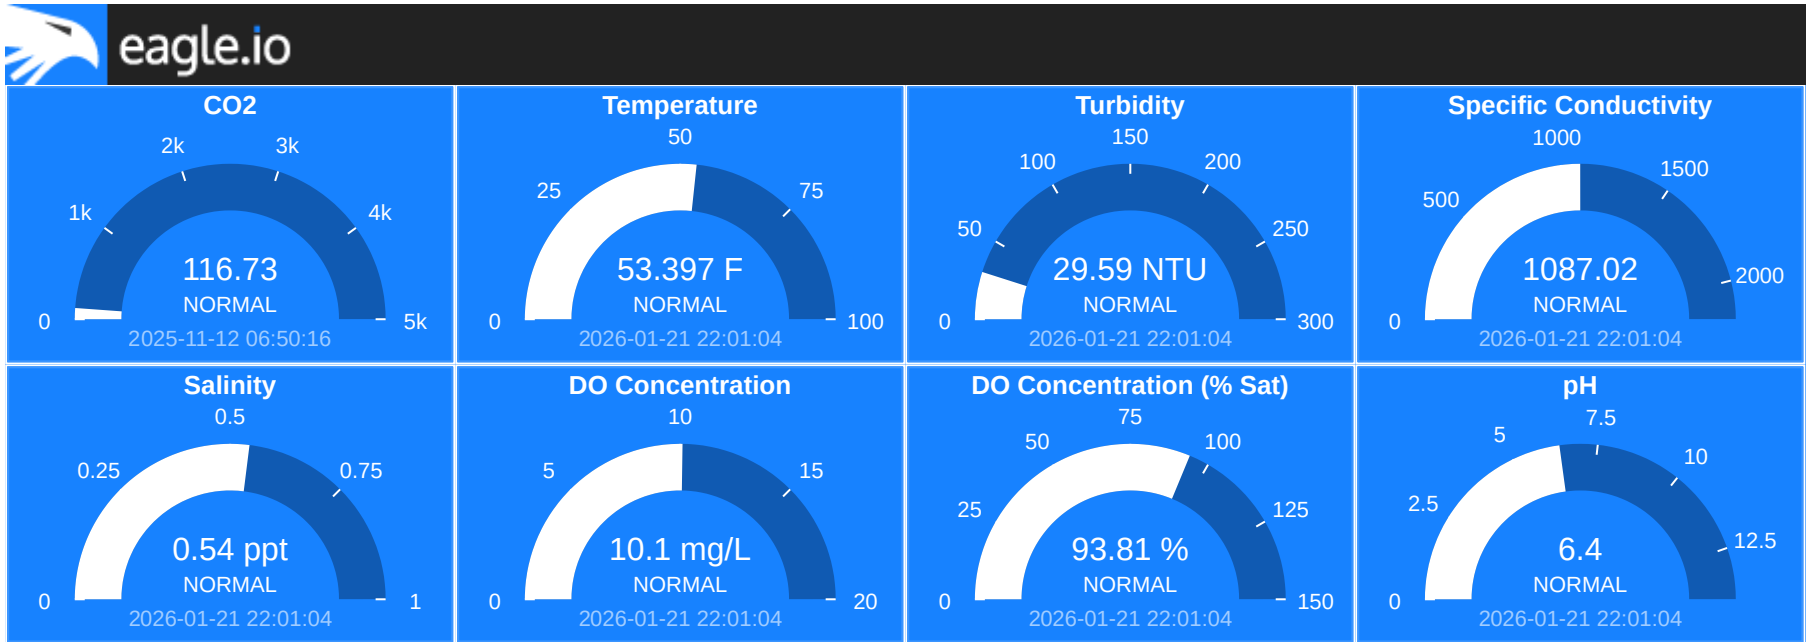 eagle.io
CO2
0
1k
2k
3k
4k
5k
116.73
NORMAL
2025-11-12 06:50:16
Temperature
0
25
50
75
100
53.397 F
NORMAL
2026-01-21 22:01:04
Turbidity
0
50
100
150
200
250
300
29.59 NTU
NORMAL
2026-01-21 22:01:04
Specific Conductivity
0
500
1000
1500
2000
1087.02
NORMAL
2026-01-21 22:01:04
Salinity
0
0.25
0.5
0.75
1
0.54 ppt
NORMAL
2026-01-21 22:01:04
DO Concentration
0
5
10
15
20
10.1 mg/L
NORMAL
2026-01-21 22:01:04
DO Concentration (% Sat)
0
25
50
75
100
125
150
93.81 %
NORMAL
2026-01-21 22:01:04
pH
0
2.5
5
7.5
10
12.5
6.4
NORMAL
2026-01-21 22:01:04